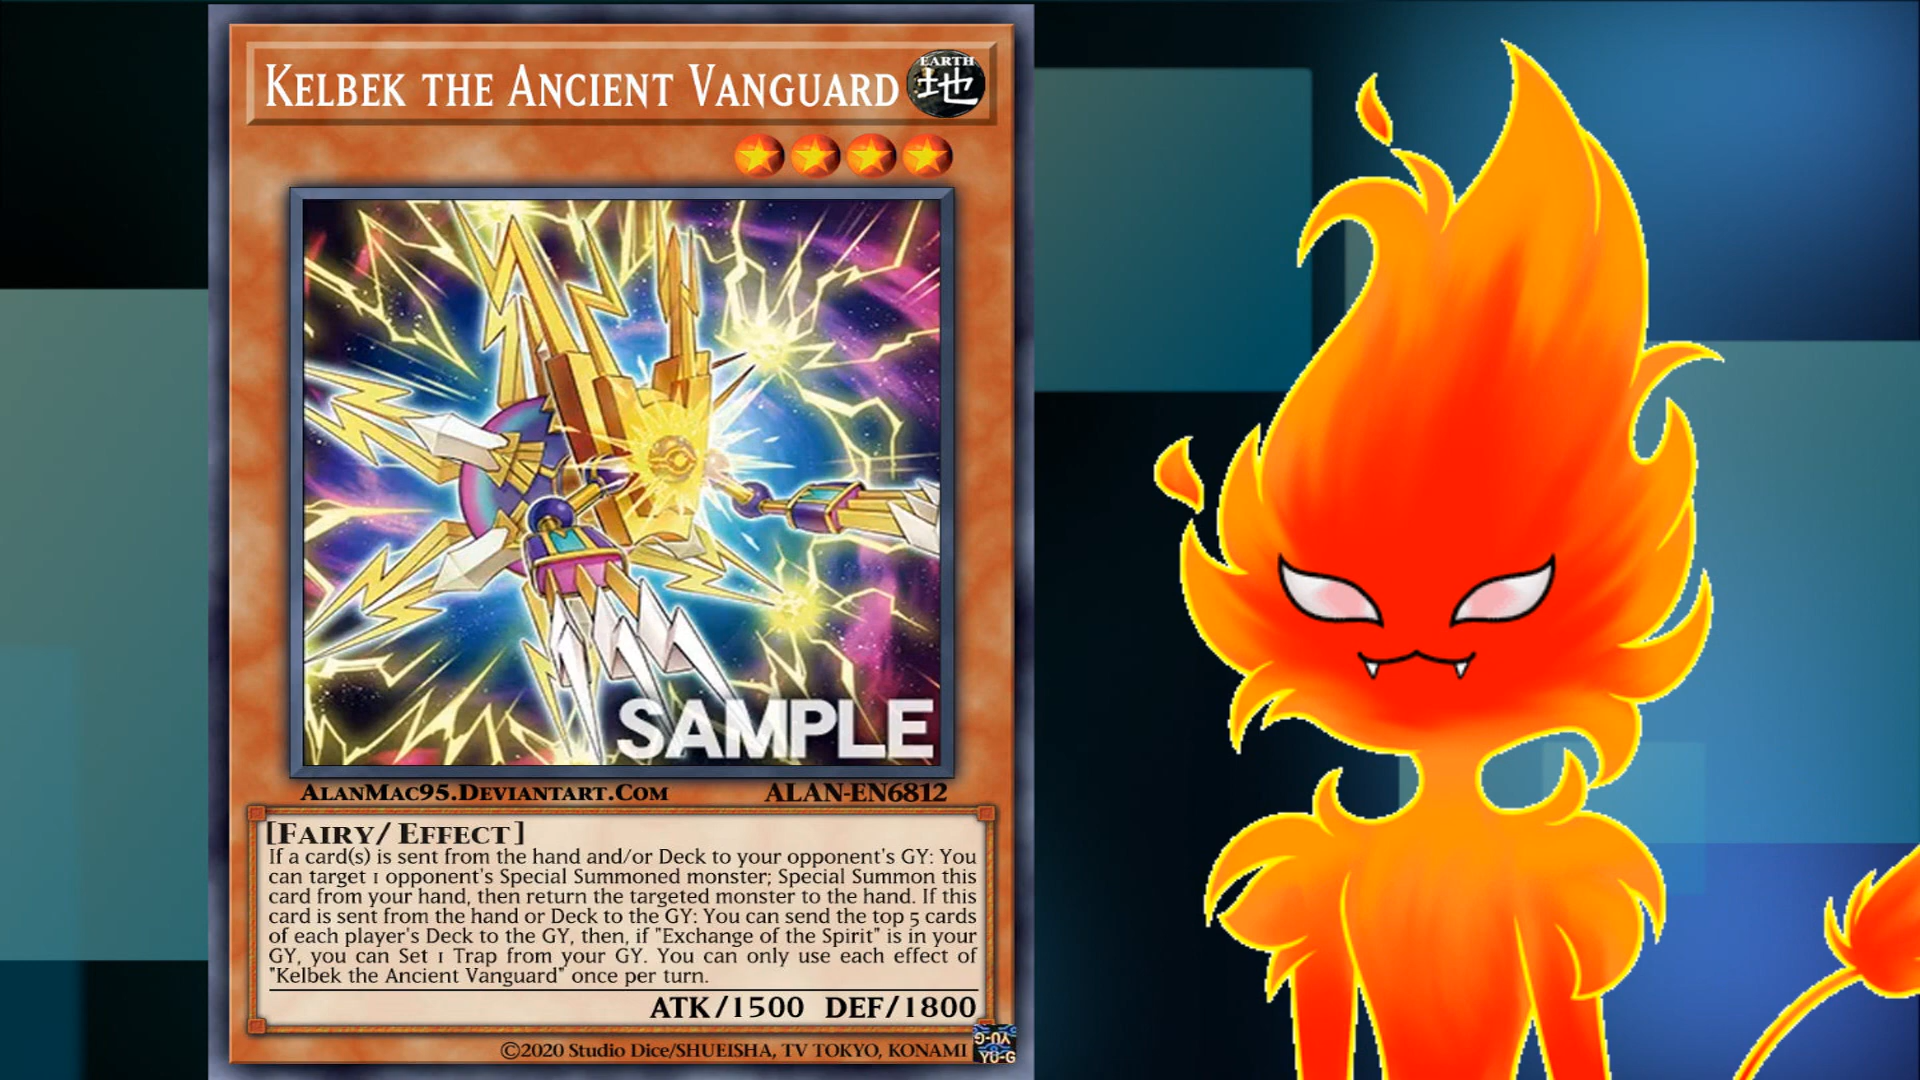 KELBEK THE ANCIENT VANGUARD
EARTH
地
SAMPLE
ALANMAC95.DEVIANTART.COM ALAN-EN6812
[FAIRY/ EFFECT]
If a card(s) is sent from the hand and/or Deck to your opponent's GY: You
can target 1 opponent's Special Summoned monster; Special Summon this
card from your hand, then return the targeted monster to the hand. If this
card is sent from the hand or Deck to the GY: You can send the top 5 cards
of each player's Deck to the GY, then, if "Exchange of the Spirit" is in your
GY, you can Set 1 Trap from your GY. You can only use each effect of
"Kelbek the Ancient Vanguard" once per turn.
ATK/1500 DEF/1800
©2020 Studio Dice/SHUEISHA, TV TOKYO, KONAMI